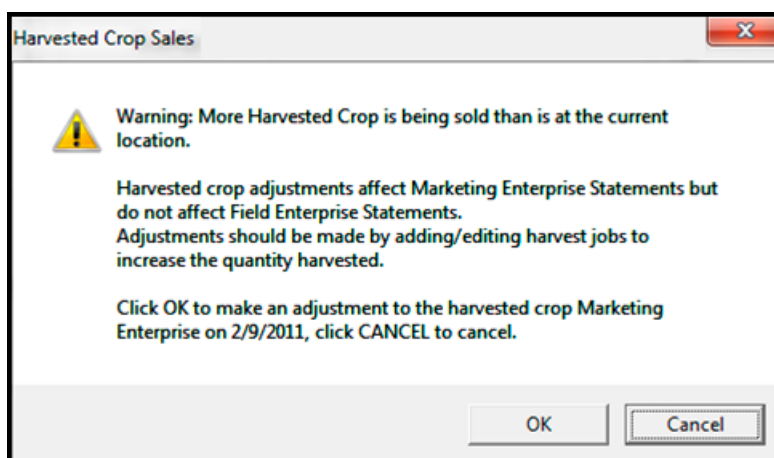 Harvested Crop Sales
Warning: More Harvested Crop is being sold than is at the current
location.
Harvested crop adjustments affect Marketing Enterprise Statements but
do not affect Field Enterprise Statements.
Adjustments should be made by adding/editing harvest jobs to
increase the quantity harvested.
Click OK to make an adjustment to the harvested crop Marketing
Enterprise on 2/9/2011, click CANCEL to cancel.
OK
Cancel